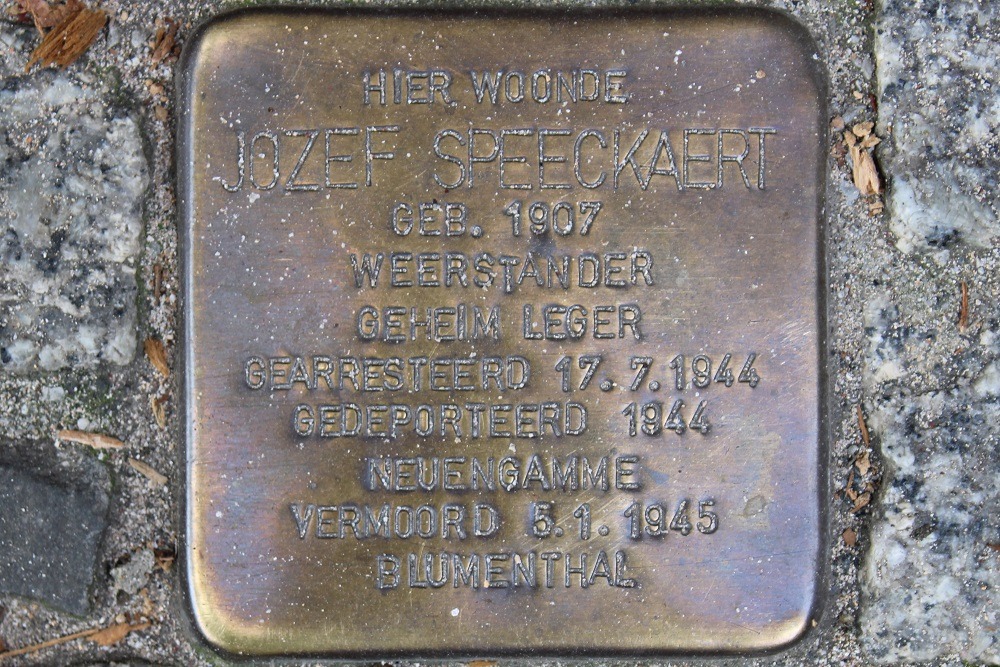 HIER WOONDE
JOZEF SPEECKAERT
GEB. 1907
WEERSTANDER
GEHEIM LEGER
GEARRESTEERD 17.7.1944
GEDEPORTEERD 1944
NEUENGAMME
VERMOORD 5.1.1945
BLUMENTHAL